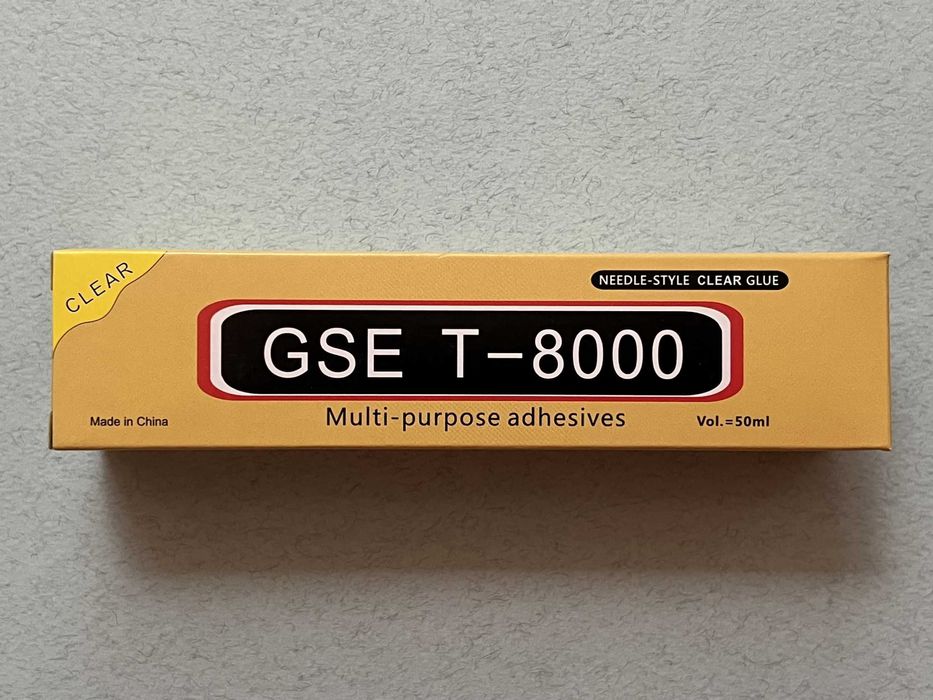 CLEAR
NEEDLE-STYLE CLEAR GLUE
GSE T-8000
Multi-purpose adhesives
Made in China
Vol.=50ml